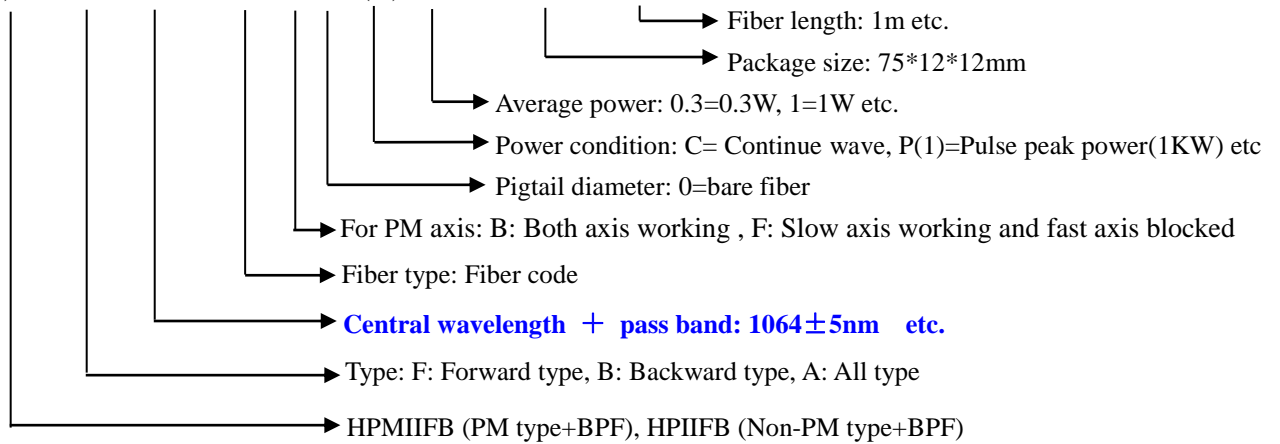 Fiber length: 1m etc.
Package size: 75*12*12mm
Average power: 0.3=0.3W, 1=1W etc.
Power condition: C= Continue wave, P(1)=Pulse peak power(1KW) etc
Pigtail diameter: 0=bare fiber
For PM axis: B: Both axis working , F: Slow axis working and fast axis blocked
Fiber type: Fiber code
Central wavelength + pass band: 1064±5nm etc.
Type: F: Forward type, B: Backward type, A: All type
HPMIIFB (PM type+BPF), HPIIFB (Non-PM type+BPF)